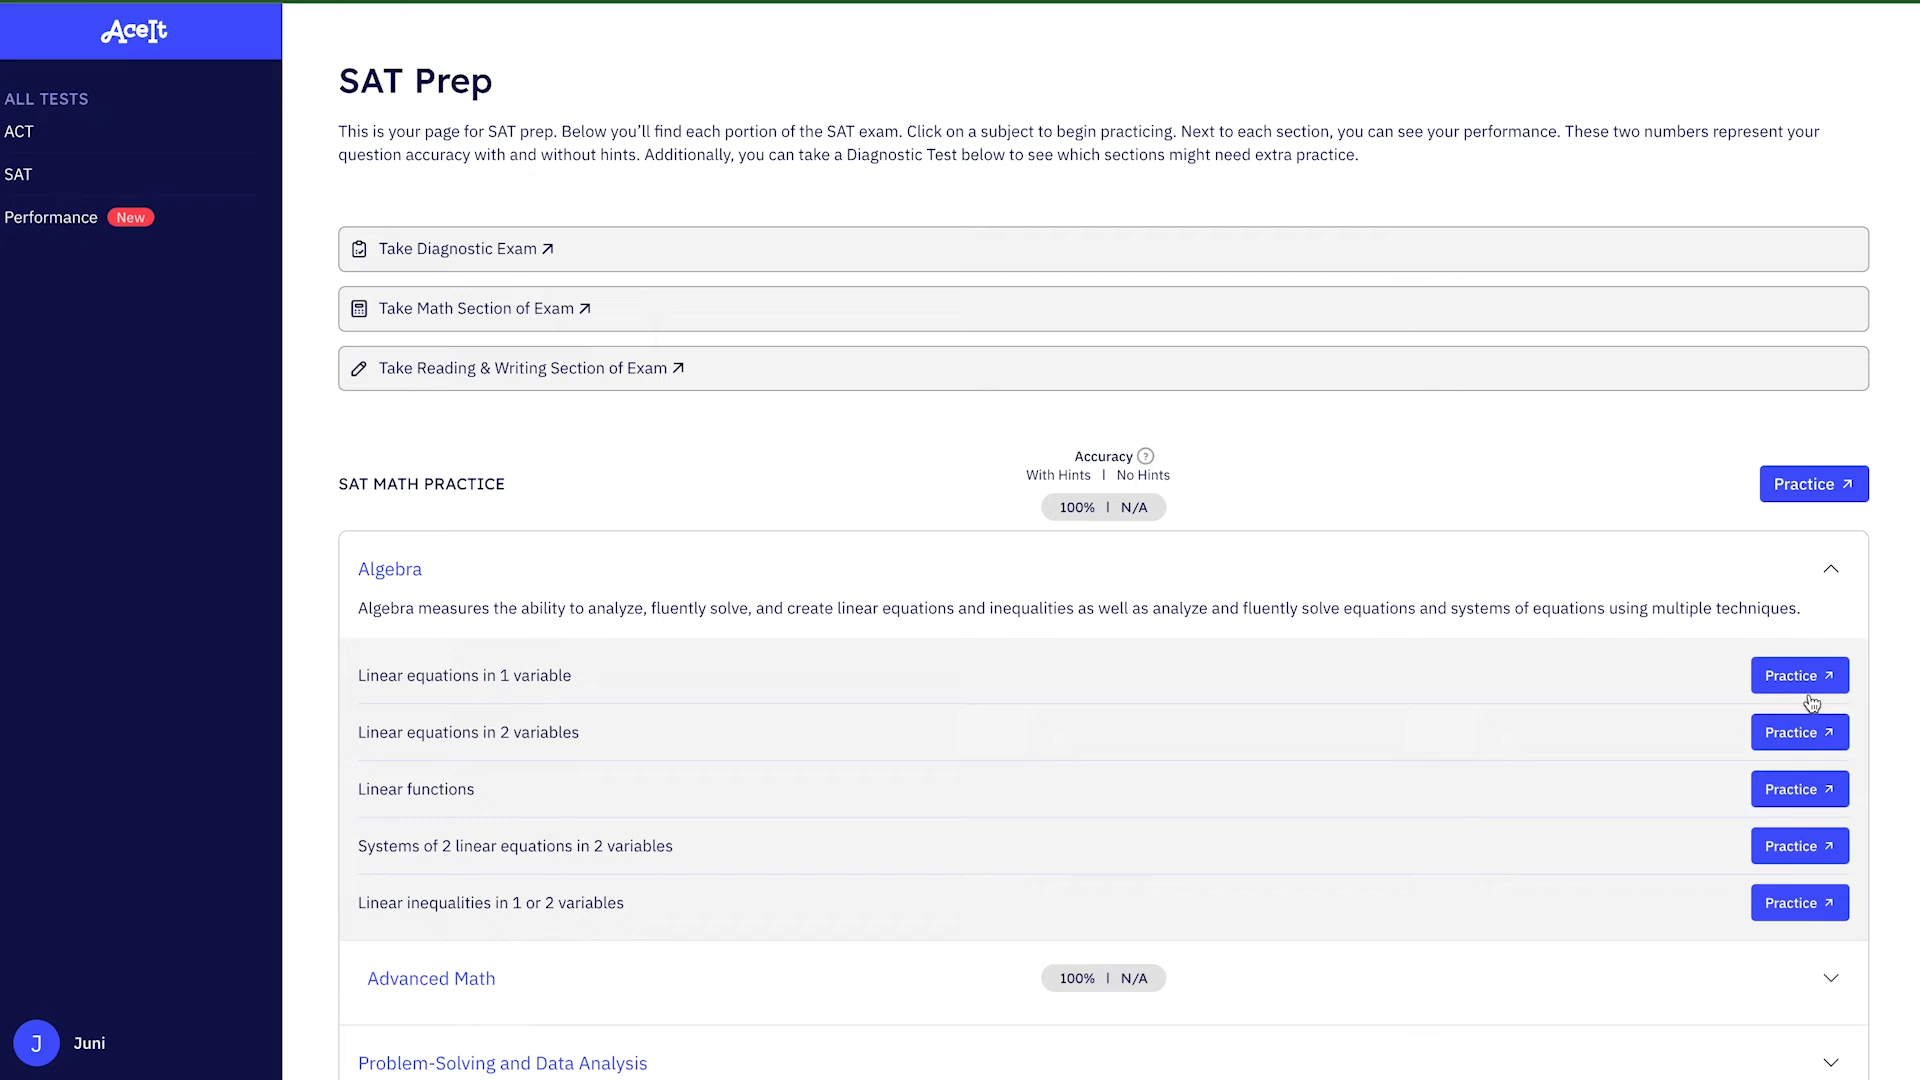 AceIt
ALL TESTS
ACT
SAT
Performance New
J Juni
SAT Prep
This is your page for SAT prep. Below you’ll find each portion of the SAT exam. Click on a subject to begin practicing. Next to each section, you can see your performance. These two numbers represent your
question accuracy with and without hints. Additionally, you can take a Diagnostic Test below to see which sections might need extra practice.
Take Diagnostic Exam
Take Math Section of Exam
Take Reading & Writing Section of Exam
SAT MATH PRACTICE
Accuracy ?
With Hints | No Hints
100% | N/A
Practice
Algebra
Algebra measures the ability to analyze, fluently solve, and create linear equations and inequalities as well as analyze and fluently solve equations and systems of equations using multiple techniques.
Linear equations in 1 variable Practice
Linear equations in 2 variables Practice
Linear functions Practice
Systems of 2 linear equations in 2 variables Practice
Linear inequalities in 1 or 2 variables Practice
Advanced Math 100% | N/A
Problem-Solving and Data Analysis